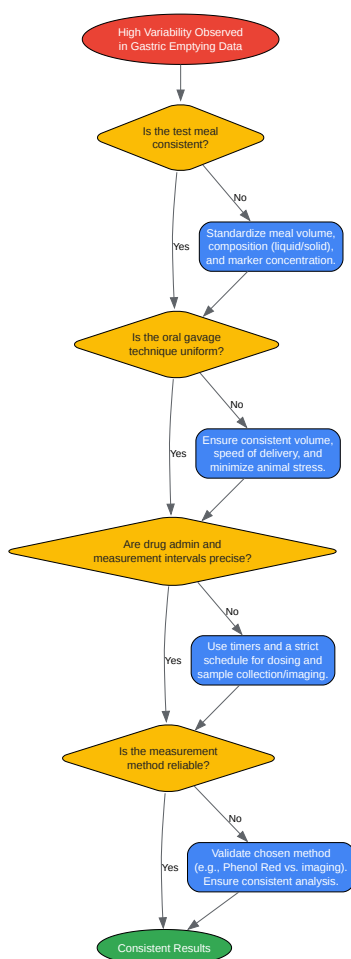 High Variability Observed
in Gastric Emptying Data
Is the test meal
consistent?
No
Yes
Standardize meal volume,
composition (liquid/solid),
and marker concentration.
Is the oral gavage
technique uniform?
No
Yes
Ensure consistent volume,
speed of delivery, and
minimize animal stress.
Are drug admin and
measurement intervals precise?
No
Yes
Use timers and a strict
schedule for dosing and
sample collection/imaging.
Is the measurement
method reliable?
No
Yes
Validate chosen method
(e.g., Phenol Red vs. imaging).
Ensure consistent analysis.
Consistent Results